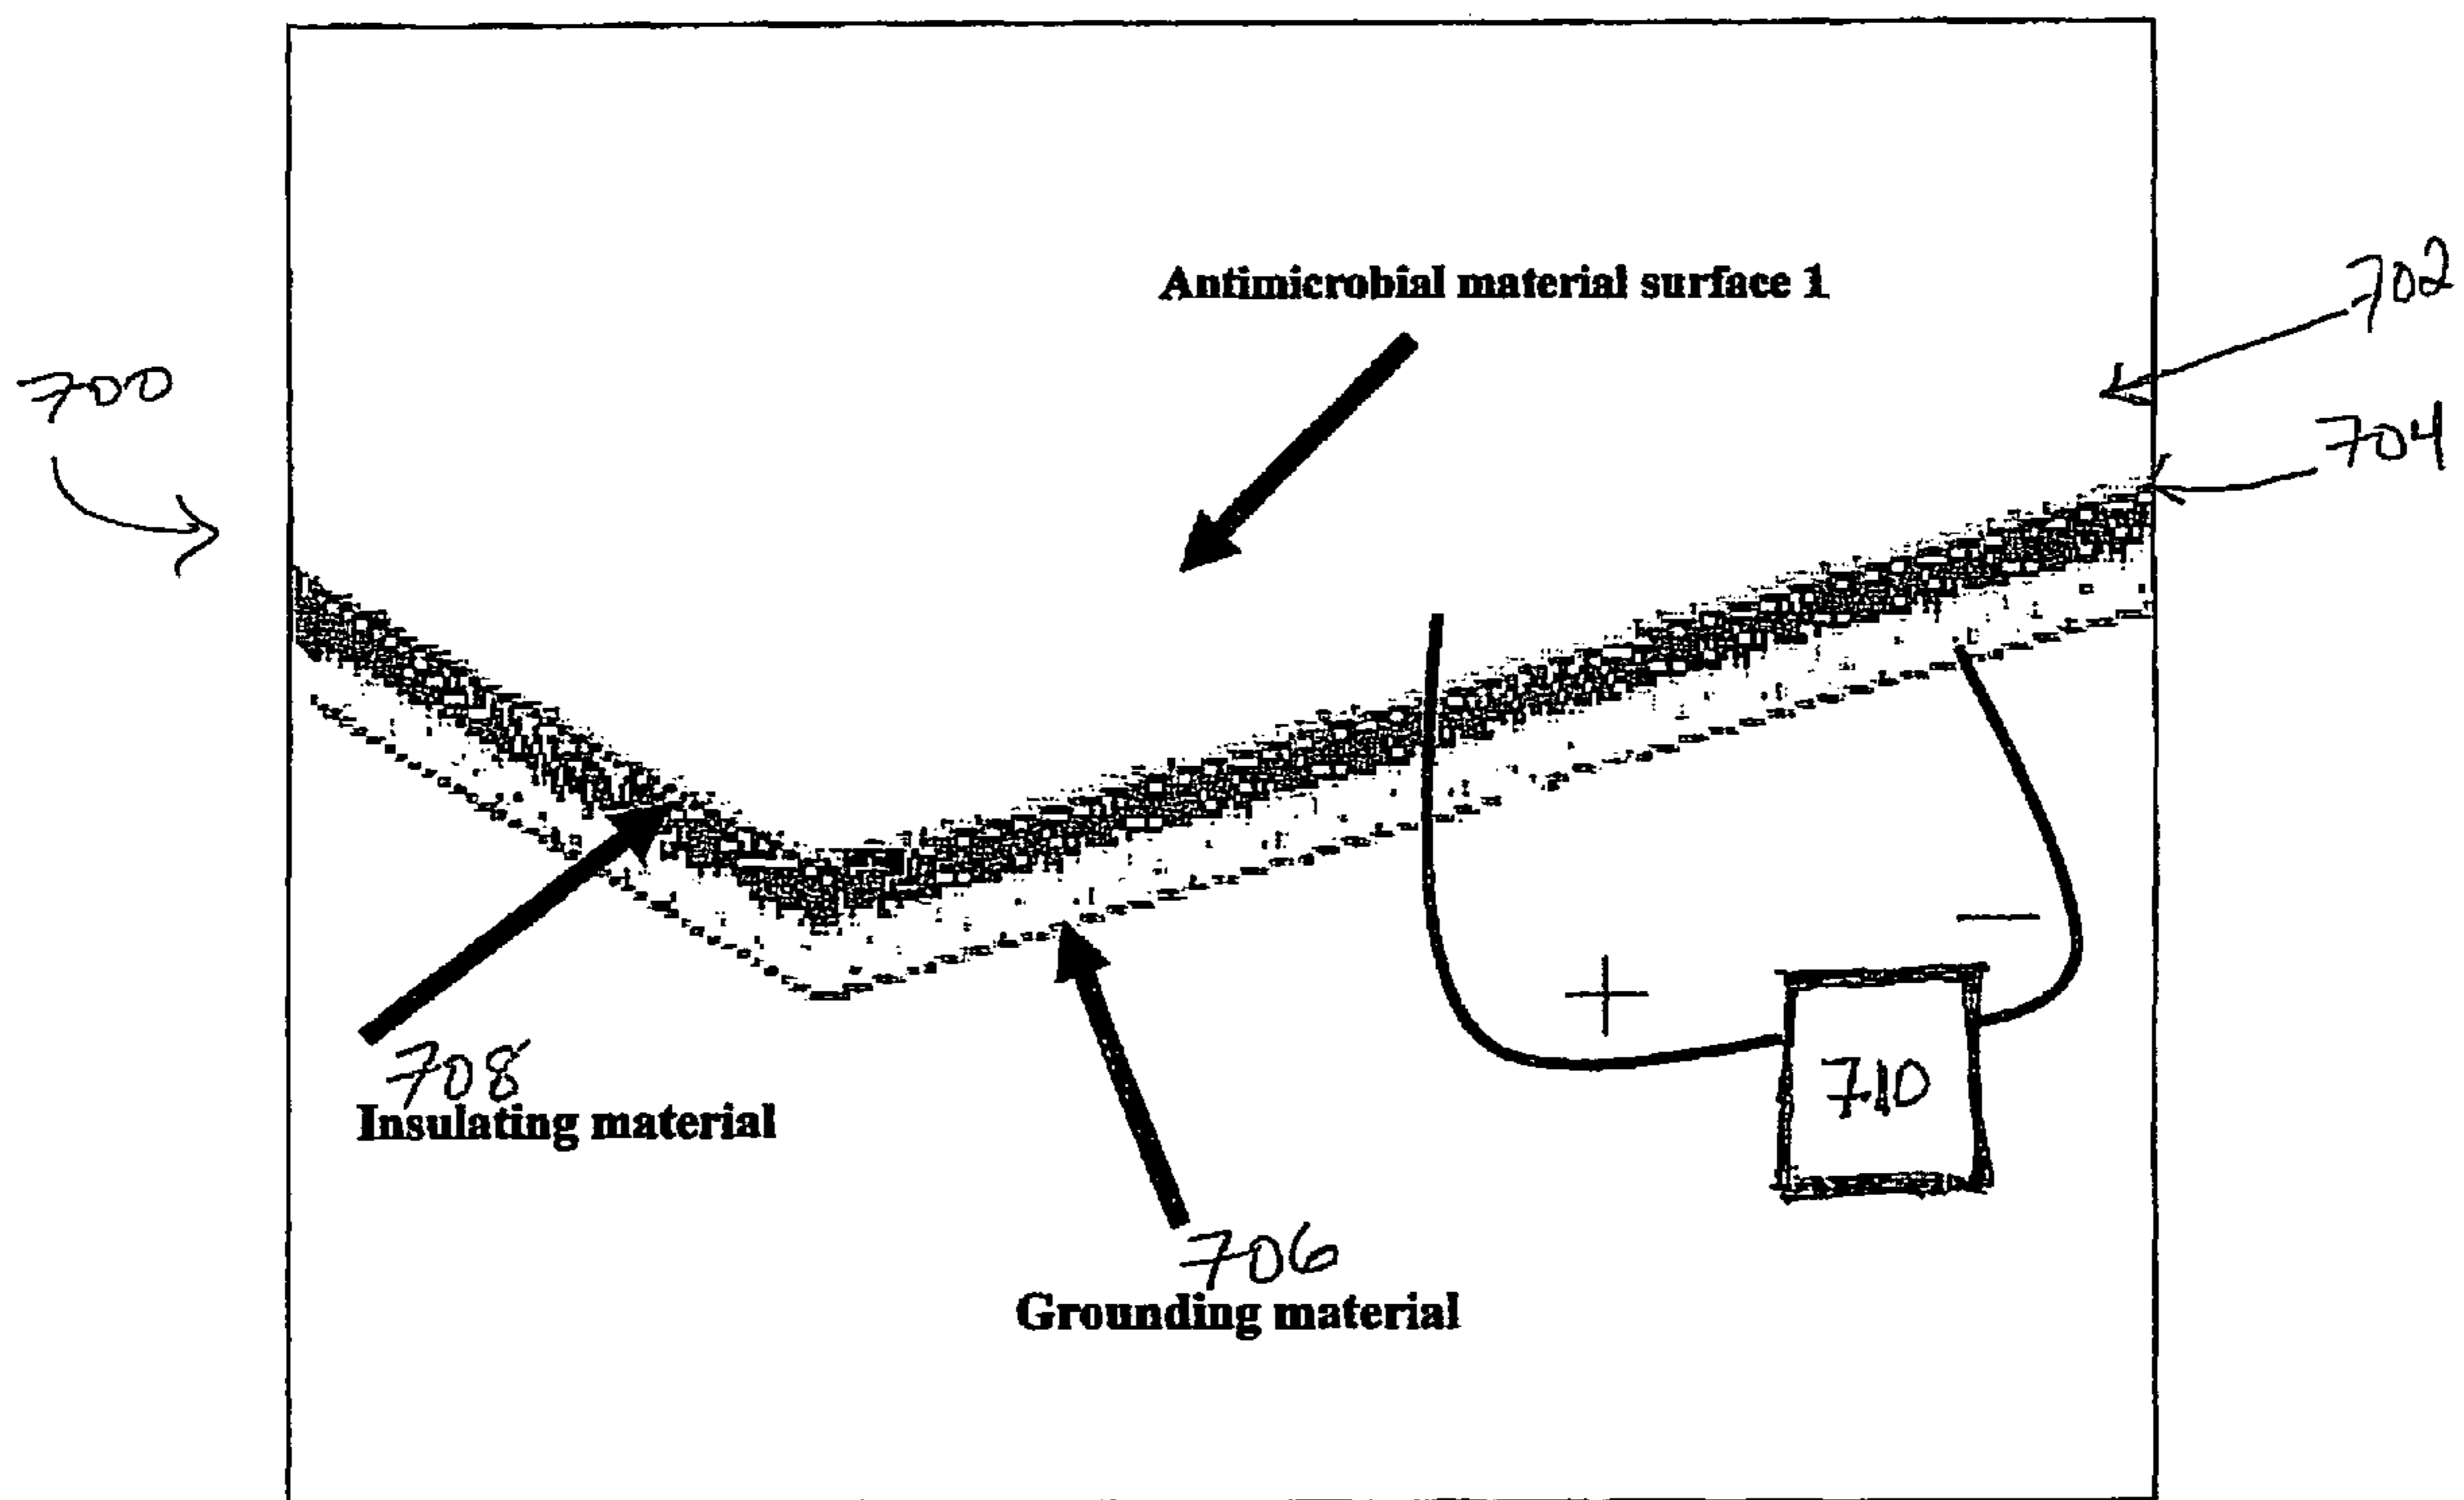 Antimicrobial material surface 1
702
700
704
+
−
708
Insulating material
710
706
Grounding material